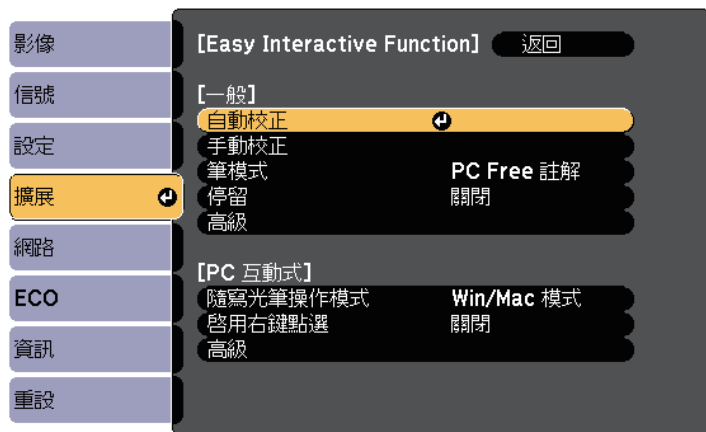 影像
信號
設定
擴展
網路
ECO
資訊
重設
[Easy Interactive Function] 返回
[一般]
自動校正
手動校正
筆模式 PC Free 註解
停留 關閉
高級
[PC 互動式]
隨寫光筆操作模式 Win/Mac 模式
啓用右鍵點選 關閉
高級